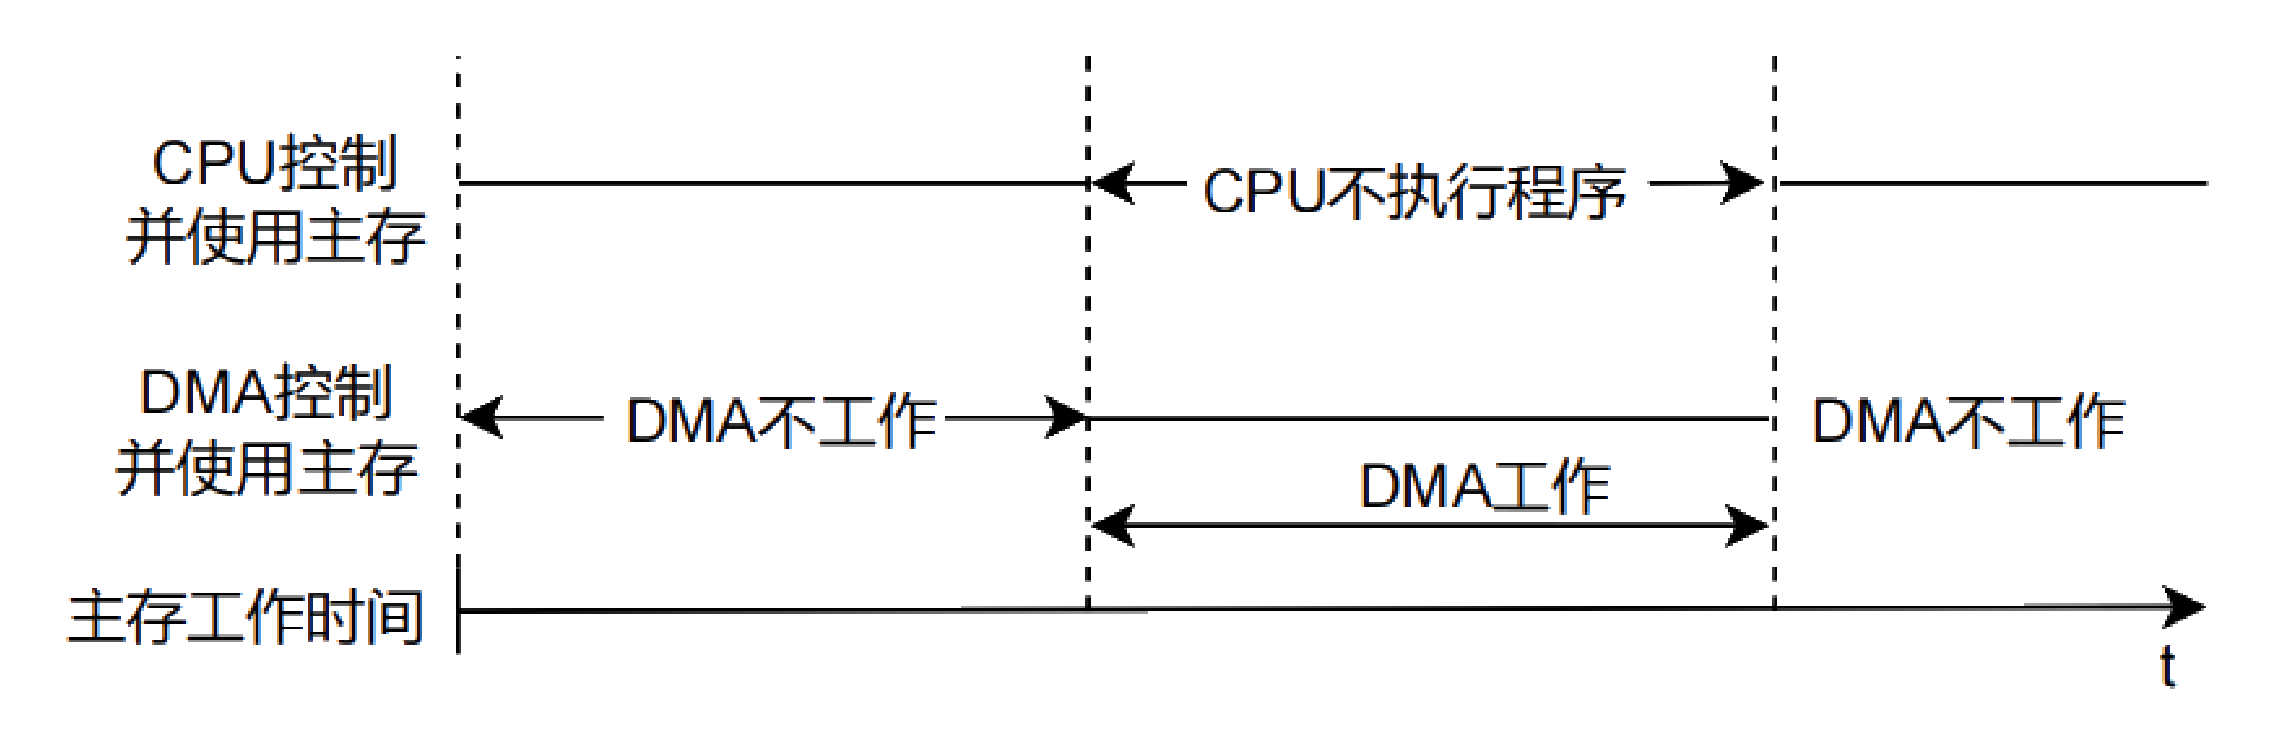 CPU控制
并使用主存
CPU不执行程序
DMA控制
并使用主存
DMA不工作
DMA不工作
DMA工作
主存工作时间
t